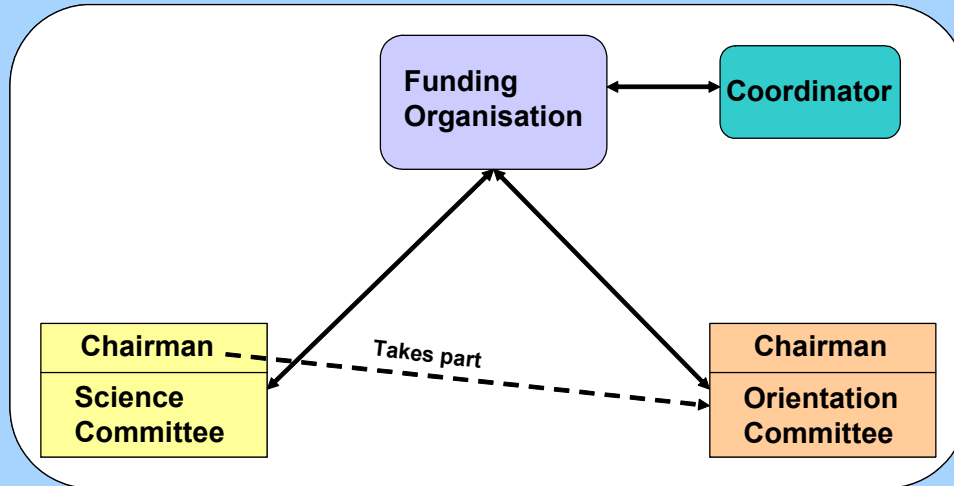 Funding
Organisation
Coordinator
Chairman
Science
Committee
Takes part
Chairman
Orientation
Committee